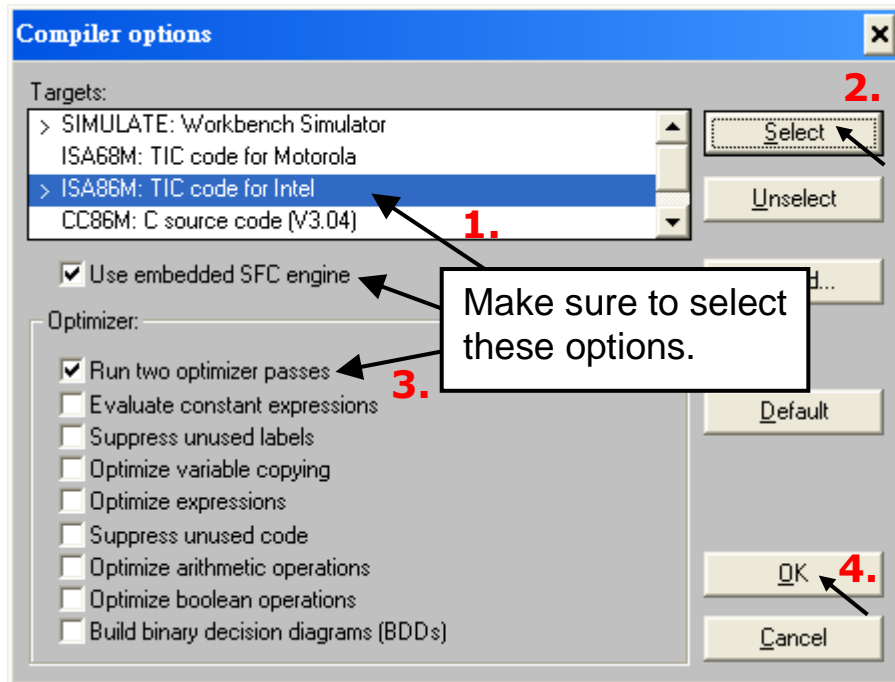 Compiler options
Targets:
2.
> SIMULATE: Workbench Simulator
Select
ISA68M: TIC code for Motorola
> ISA86M: TIC code for Intel
Unselect
CC86M: C source code (V3.04)
1.
Use embedded SFC engine
Make sure to select
these options.
Optimizer:
Run two optimizer passes
3.
Evaluate constant expressions
Default
Suppress unused labels
Optimize variable copying
Optimize expressions
Suppress unused code
Optimize arithmetic operations
OK
4.
Optimize boolean operations
Build binary decision diagrams (BDDs)
Cancel